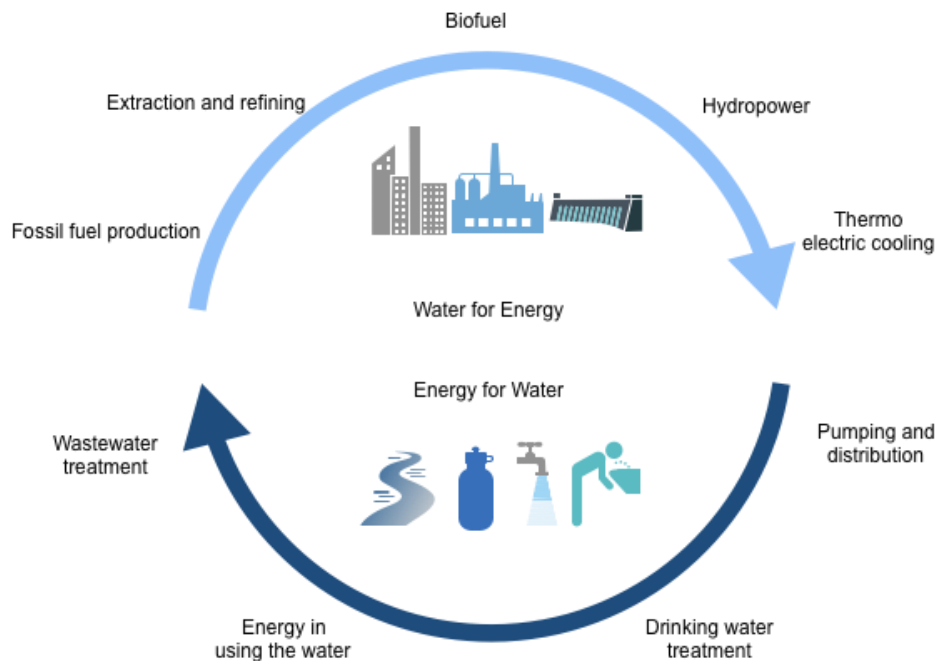 Biofuel
Extraction and refining
Hydropower
Fossil fuel production
Thermo
electric cooling
Water for Energy
Energy for Water
Wastewater
treatment
Pumping and
distribution
Energy in
using the water
Drinking water
treatment